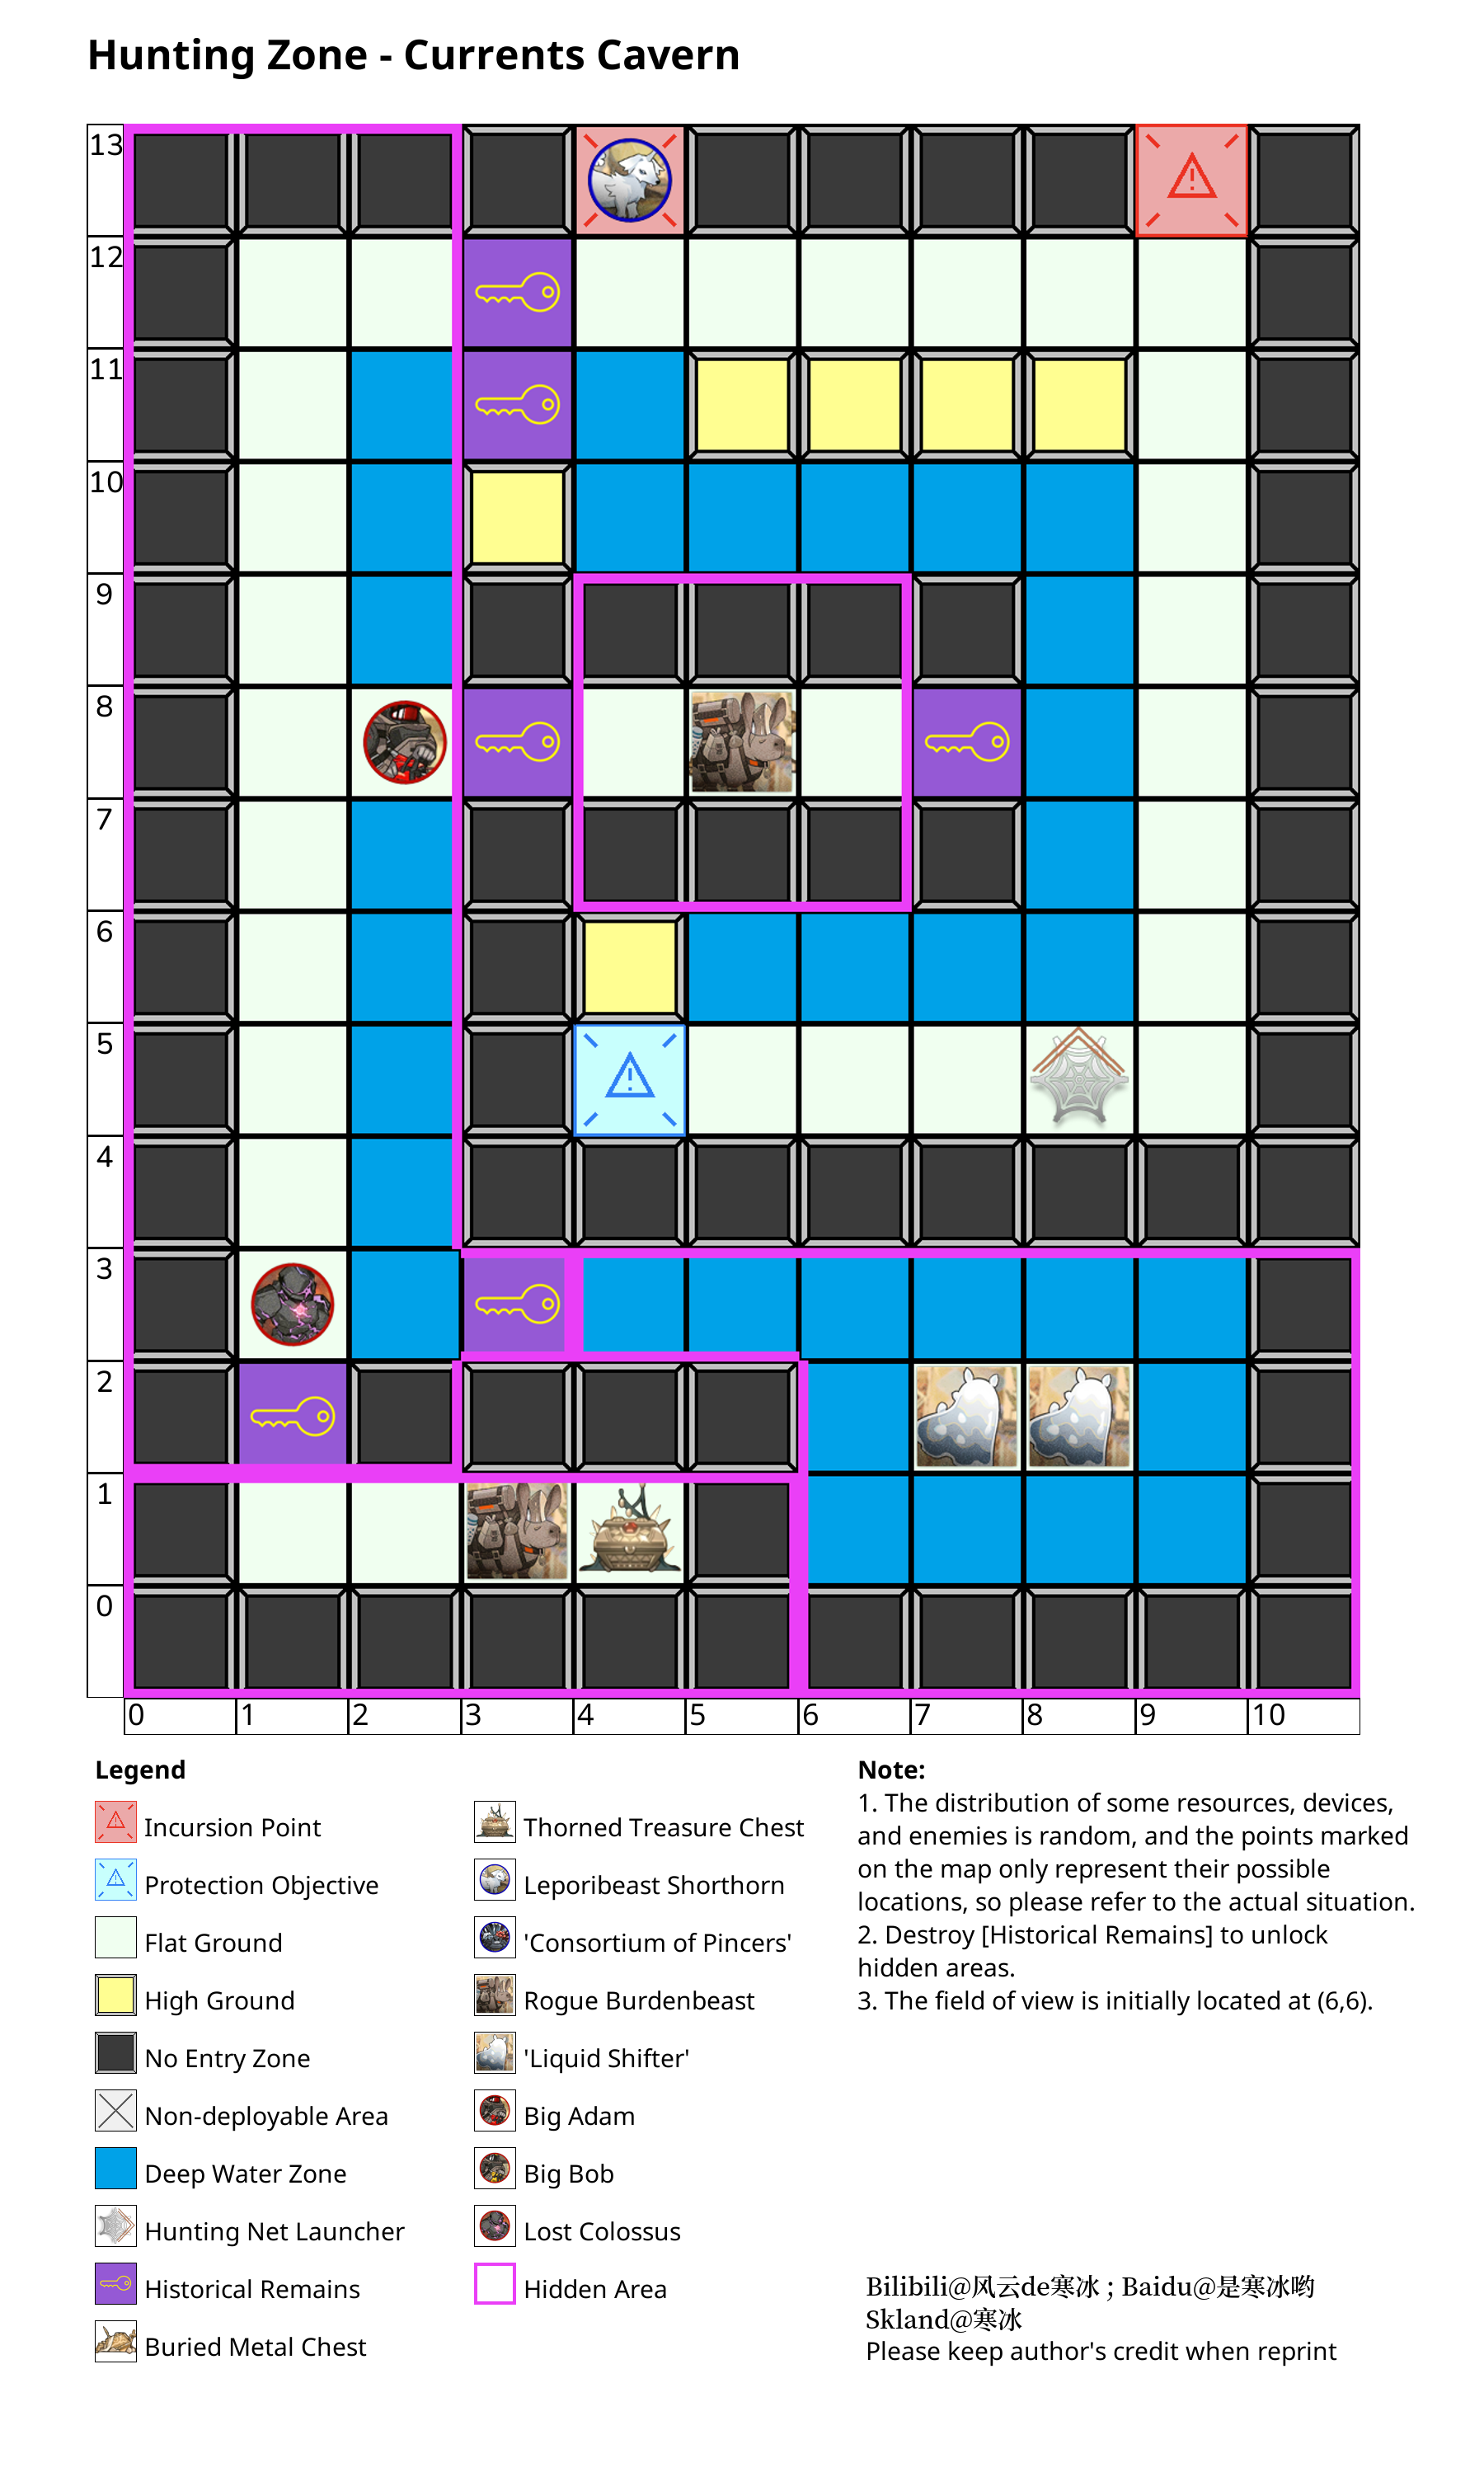 Hunting Zone - Currents Cavern
13
12
11
10
9
8
7
6
5
4
3
2
1
0
0 1 2 3 4 5 6 7 8 9 10
Legend
Incursion Point
Protection Objective
Flat Ground
High Ground
No Entry Zone
Non-deployable Area
Deep Water Zone
Hunting Net Launcher
Historical Remains
Buried Metal Chest
Thorned Treasure Chest
Leporibeast Shorthorn
'Consortium of Pincers'
Rogue Burdenbeast
'Liquid Shifter'
Big Adam
Big Bob
Lost Colossus
Hidden Area
Note:
1. The distribution of some resources, devices,
and enemies is random, and the points marked
on the map only represent their possible
locations, so please refer to the actual situation.
2. Destroy [Historical Remains] to unlock
hidden areas.
3. The field of view is initially located at (6,6).
Bilibili@风云de寒冰 ; Baidu@是寒冰哟
Skland@寒冰
Please keep author's credit when reprint